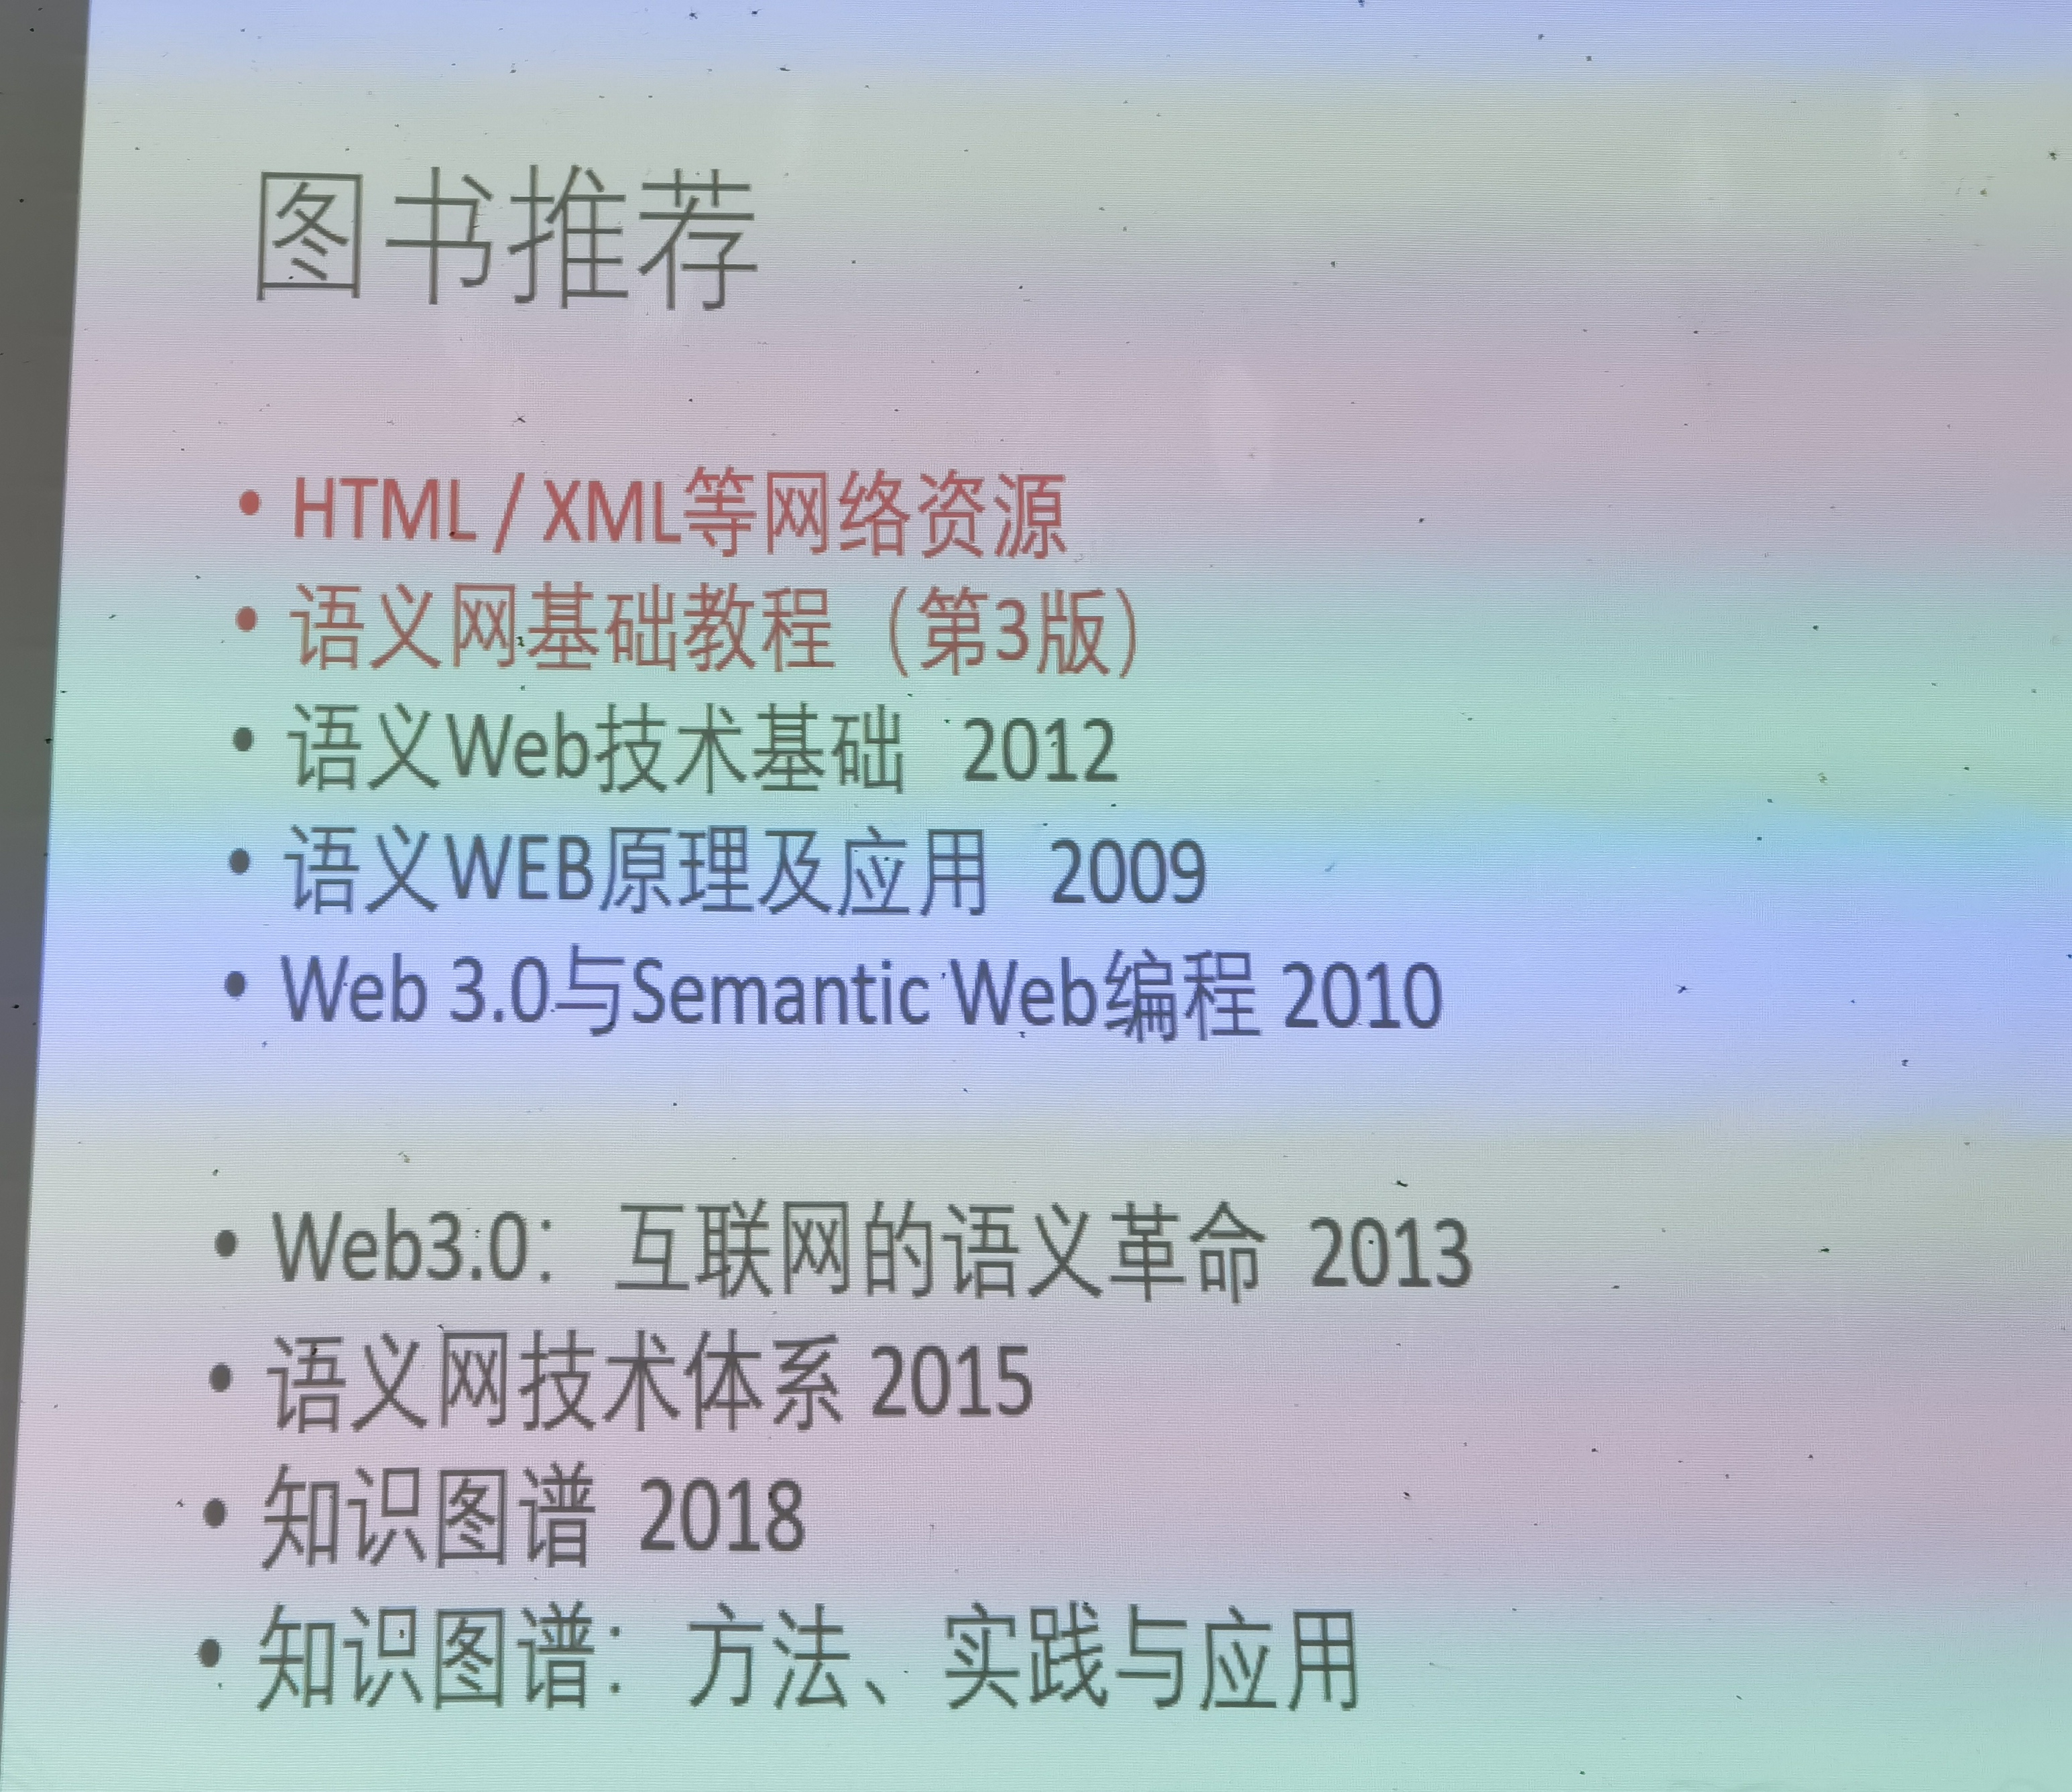 图书推荐
• HTML / XML等网络资源
• 语义网基础教程（第3版）
• 语义Web技术基础 2012
• 语义WEB原理及应用 2009
• Web 3.0与Semantic Web编程 2010
• Web3.0：互联网的语义革命 2013
• 语义网技术体系 2015
• 知识图谱 2018
• 知识图谱：方法、实践与应用